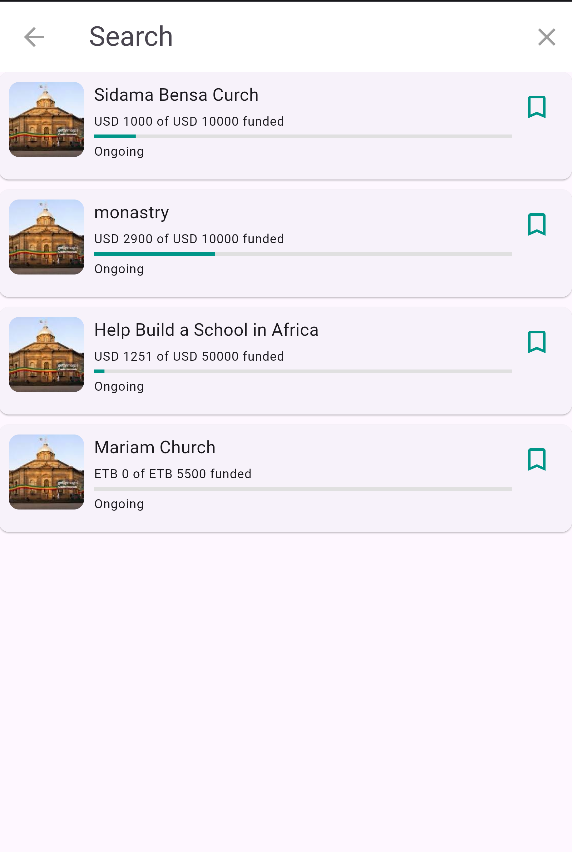 Search
Sidama Bensa Curch
USD 1000 of USD 10000 funded
Ongoing
monastry
USD 2900 of USD 10000 funded
Ongoing
Help Build a School in Africa
USD 1251 of USD 50000 funded
Ongoing
Mariam Church
ETB 0 of ETB 5500 funded
Ongoing